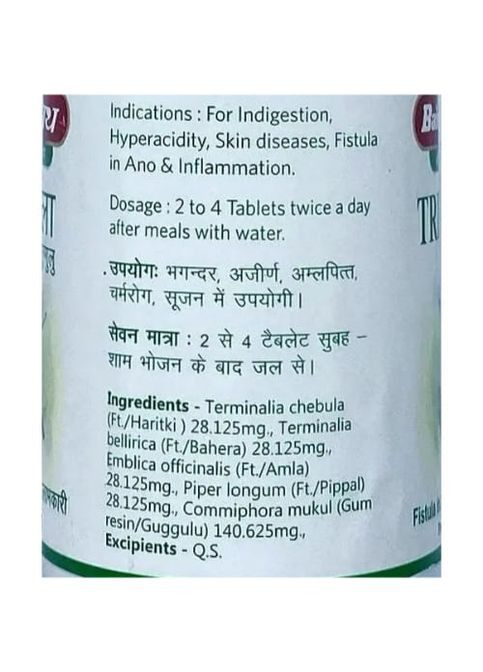 Indications : For Indigestion,
Hyperacidity, Skin diseases, Fistula
in Ano & Inflammation.
Dosage : 2 to 4 Tablets twice a day
after meals with water.
उपयोगः भगन्दर, अजीर्ण, अम्लपित्त,
चर्मरोग, सूजन में उपयोगी।
सेवन मात्रा : 2 से 4 टैबलेट सुबह –
शाम भोजन के बाद जल से।
Ingredients - Terminalia chebula
(Ft./Haritki ) 28.125mg., Terminalia
bellirica (Ft./Bahera) 28.125mg.,
Emblica officinalis (Ft./Amla)
28.125mg., Piper longum (Ft./Pippal)
28.125mg., Commiphora mukul (Gum
resin/Guggulu) 140.625mg.,
Excipients - Q.S.